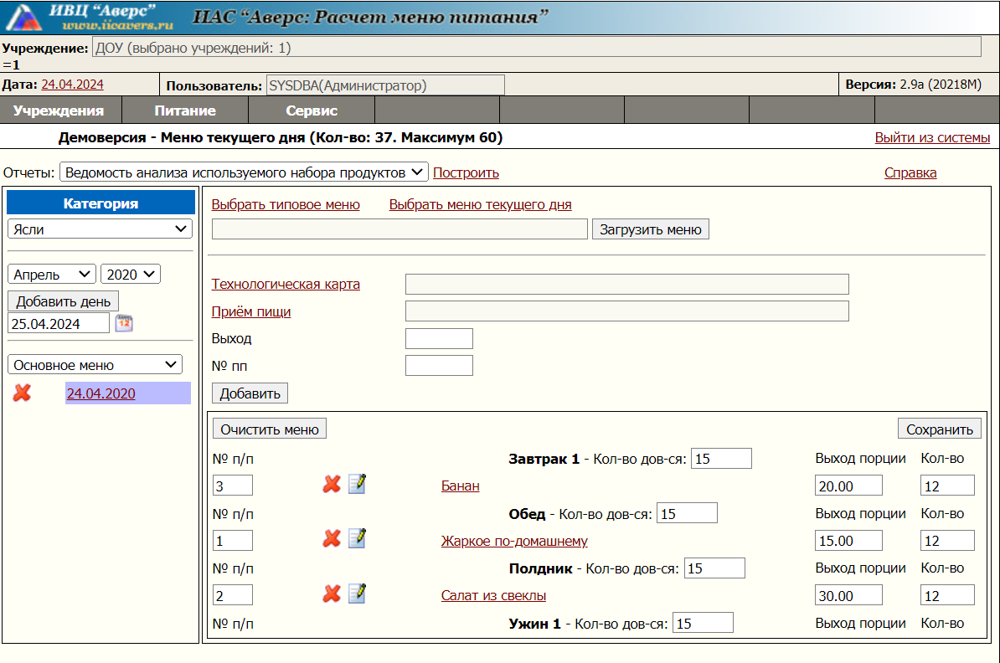 ИВЦ "Аверс"
www.iicavers.ru
ИАС "Аверс: Расчет меню питания"
Учреждение: ДОУ (выбрано учреждений: 1)
=1
Дата: 24.04.2024 Пользователь: SYSDBA(Администратор) Версия: 2.9a (20218M)
Учреждения Питание Сервис
Демоверсия - Меню текущего дня (Кол-во: 37. Максимум 60) Выйти из системы
Отчеты: Ведомость анализа используемого набора продуктов Построить Справка
Категория
Ясли
Апрель 2020
Добавить день
25.04.2024 12
Основное меню
24.04.2020
Выбрать типовое меню Выбрать меню текущего дня
Загрузить меню
Технологическая карта
Приём пищи
Выход
№ пп
Добавить
Очистить меню Сохранить
№ п/п Завтрак 1 - Кол-во дов-ся: 15 Выход порции Кол-во
3 Банан 20.00 12
№ п/п Обед - Кол-во дов-ся: 15 Выход порции Кол-во
1 Жаркое по-домашнему 15.00 12
№ п/п Полдник - Кол-во дов-ся: 15 Выход порции Кол-во
2 Салат из свеклы 30.00 12
№ п/п Ужин 1 - Кол-во дов-ся: 15 Выход порции Кол-во